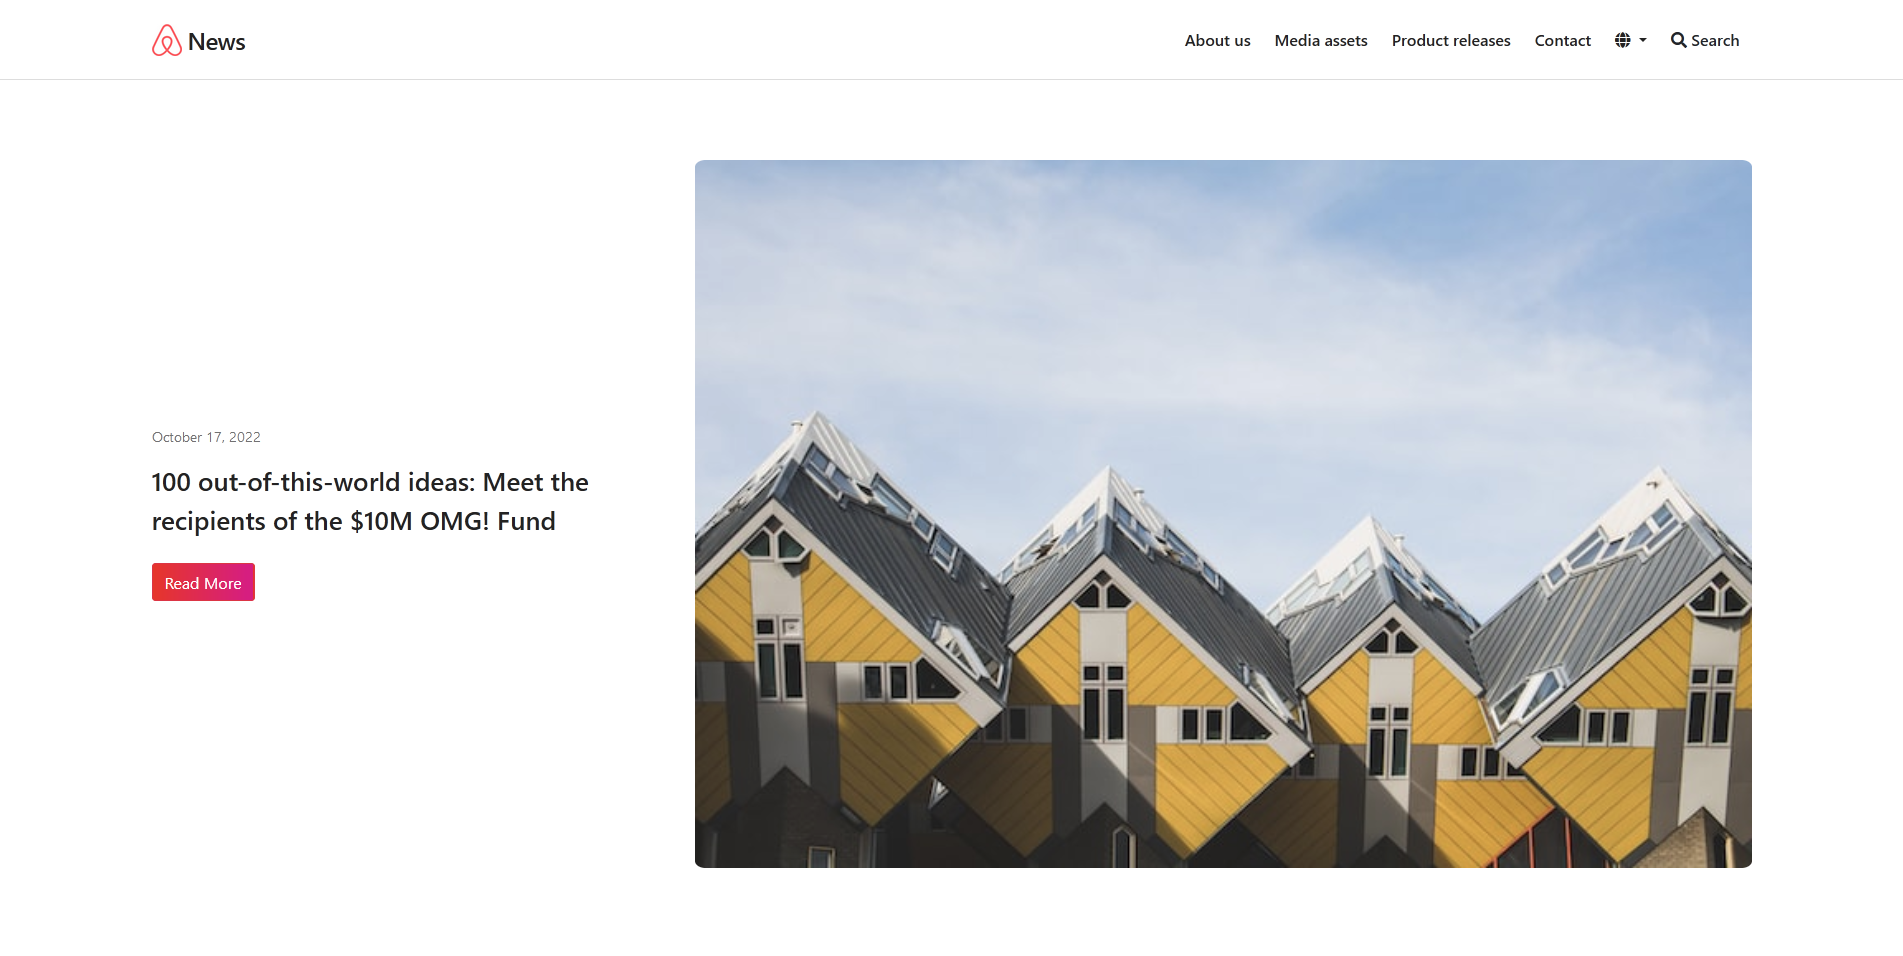 News
About us
Media assets
Product releases
Contact
Search
October 17, 2022
100 out-of-this-world ideas: Meet the
recipients of the $10M OMG! Fund
Read More